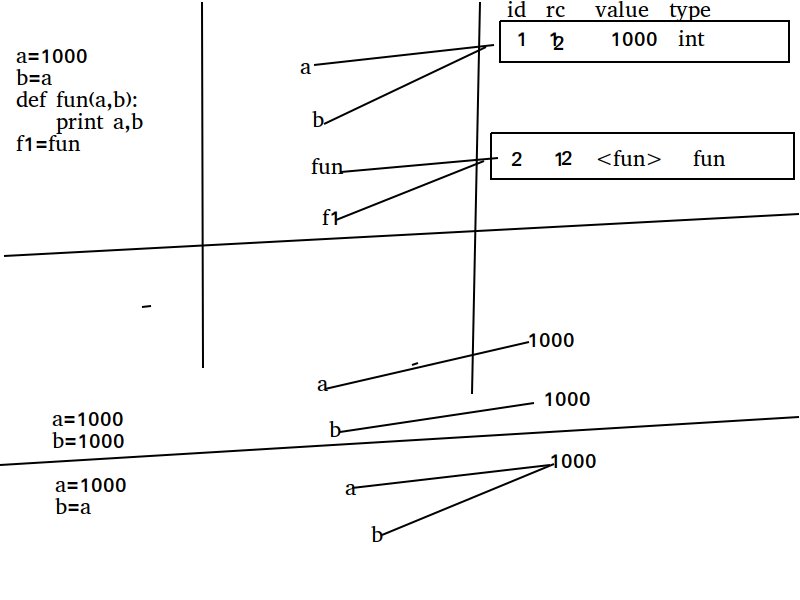 id rc value type
1 12 1000 int
a=1000
b=a
def fun(a,b):
print a,b
f1=fun
a
b
fun
f1
2 12 <fun> fun
1000
a
1000
b
a=1000
b=1000
1000
a=1000
b=a
a
b